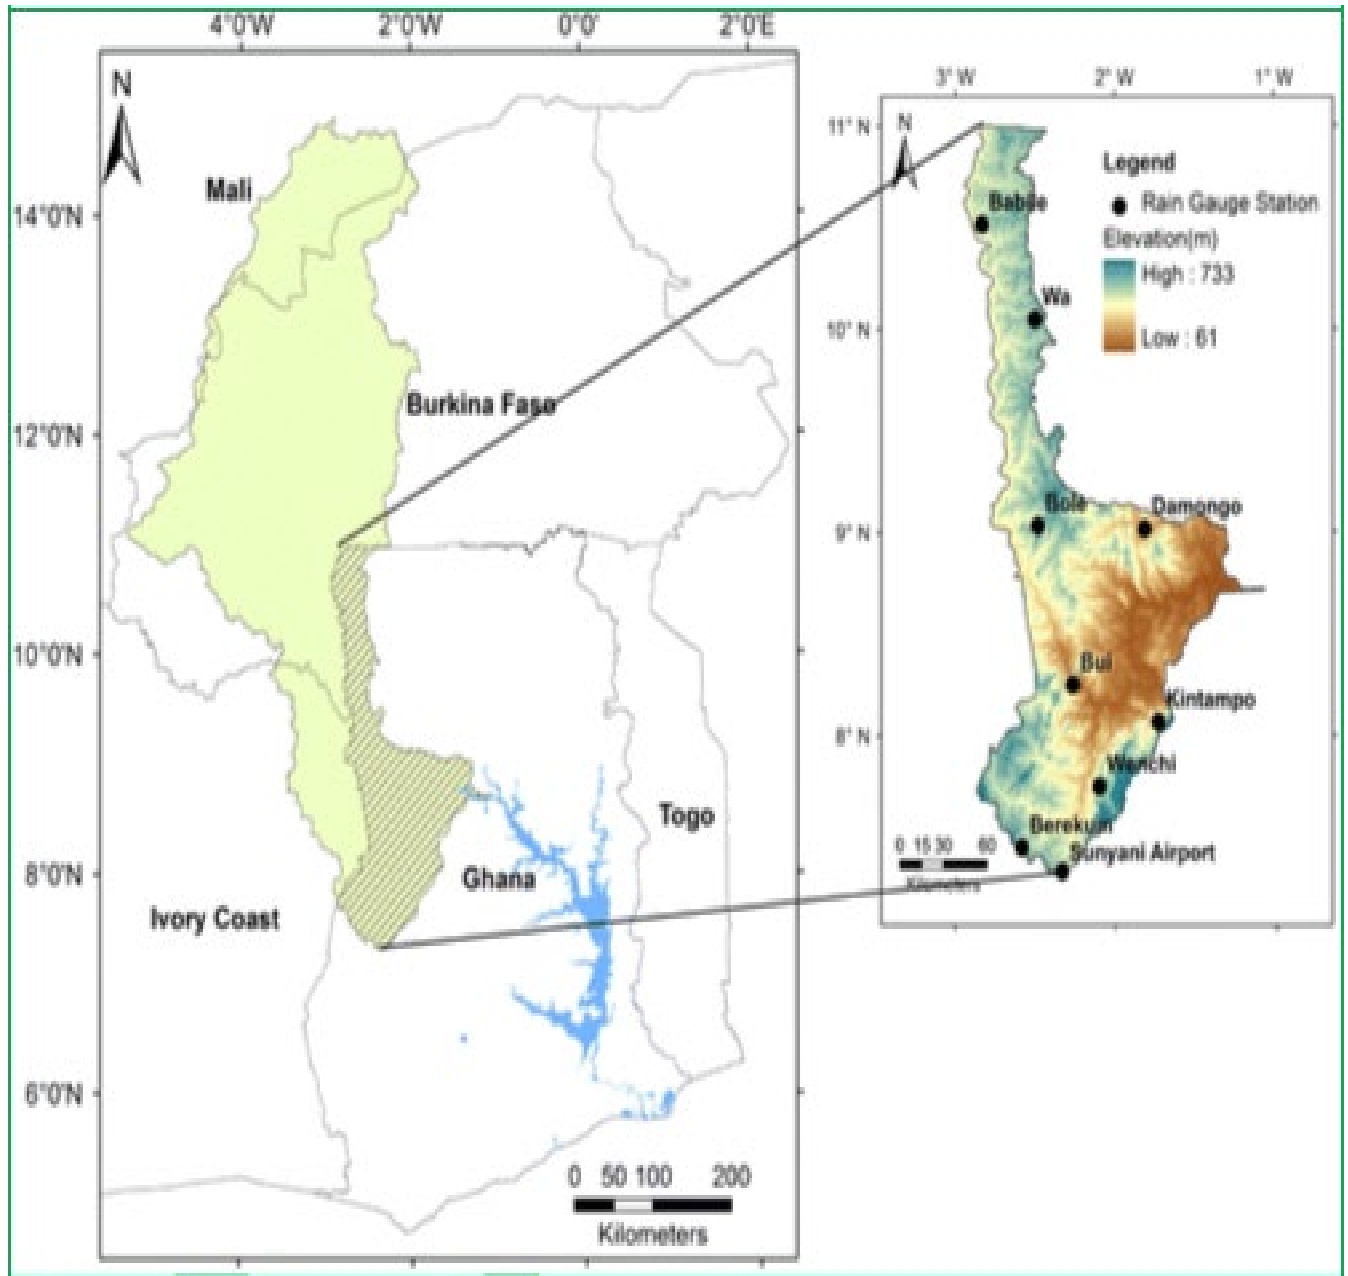 4°0'W 2°0'W 0°0' 2°0'E
N
Mali
14°0'N
Burkina Faso
12°0'N
10°0'N
Togo
8°0'N
Ghana
Ivory Coast
6°0'N
0 50 100 200
Kilometers
3° W 2° W 1° W
11° N
N
Legend
Rain Gauge Station
Elevation(m)
High : 733
Low : 61
Babile
Wa
10° N
Bole
Damongo
9° N
Bui
Kintampo
8° N
Wenchi
Berekum
0 15 30 60
Sunyani Airport
Kilometers